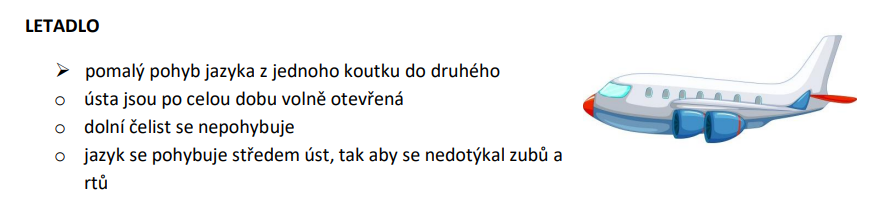 LETADLO
➢ pomalý pohyb jazyka z jednoho koutku do druhého
o ústa jsou po celou dobu volně otevřená
o dolní čelist se nepohybuje
o jazyk se pohybuje středem úst, tak aby se nedotýkal zubů a
rtů